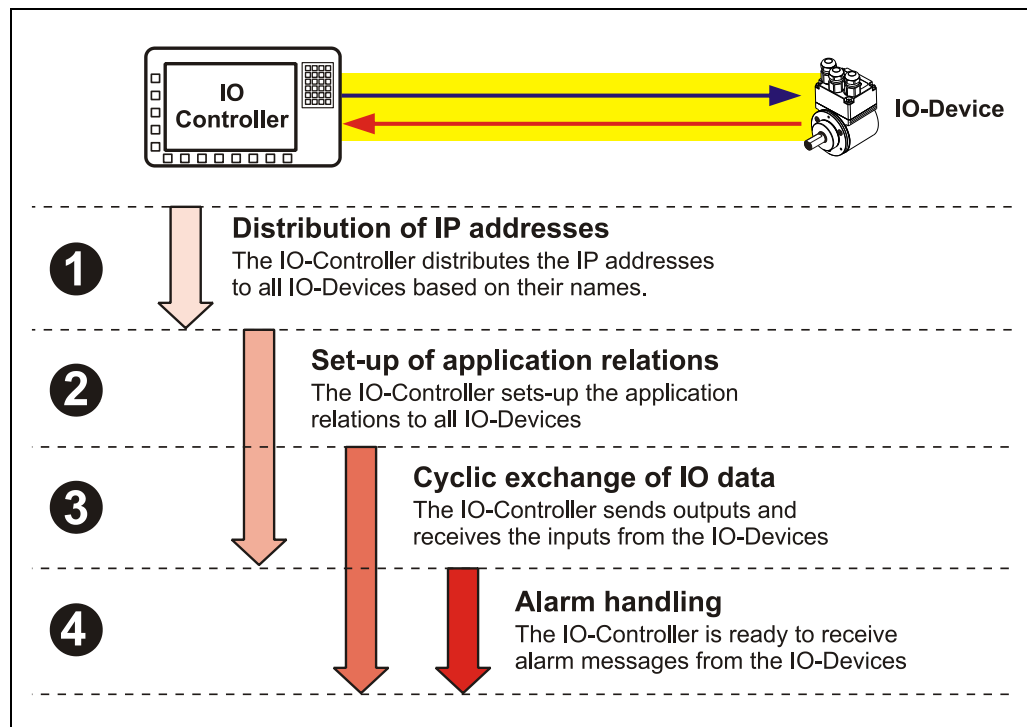 IO
Controller
IO-Device
1
Distribution of IP addresses
The IO-Controller distributes the IP addresses
to all IO-Devices based on their names.
2
Set-up of application relations
The IO-Controller sets-up the application
relations to all IO-Devices
3
Cyclic exchange of IO data
The IO-Controller sends outputs and
receives the inputs from the IO-Devices
4
Alarm handling
The IO-Controller is ready to receive
alarm messages from the IO-Devices